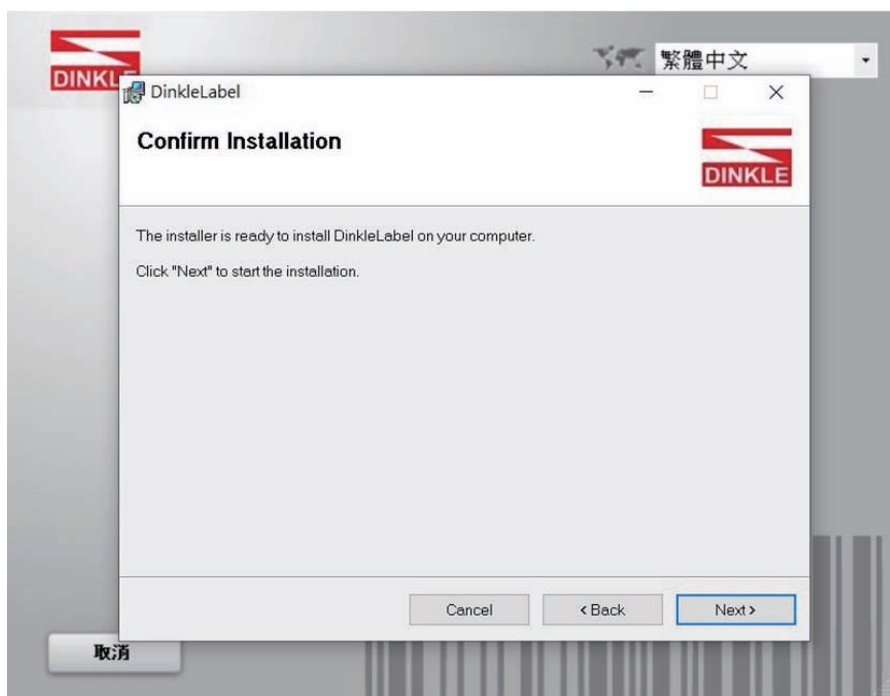 繁體中文
DINKL
DinkleLabel
Confirm Installation
DINKLE
The installer is ready to install DinkleLabel on your computer.
Click "Next" to start the installation.
Cancel
< Back
Next >
取消